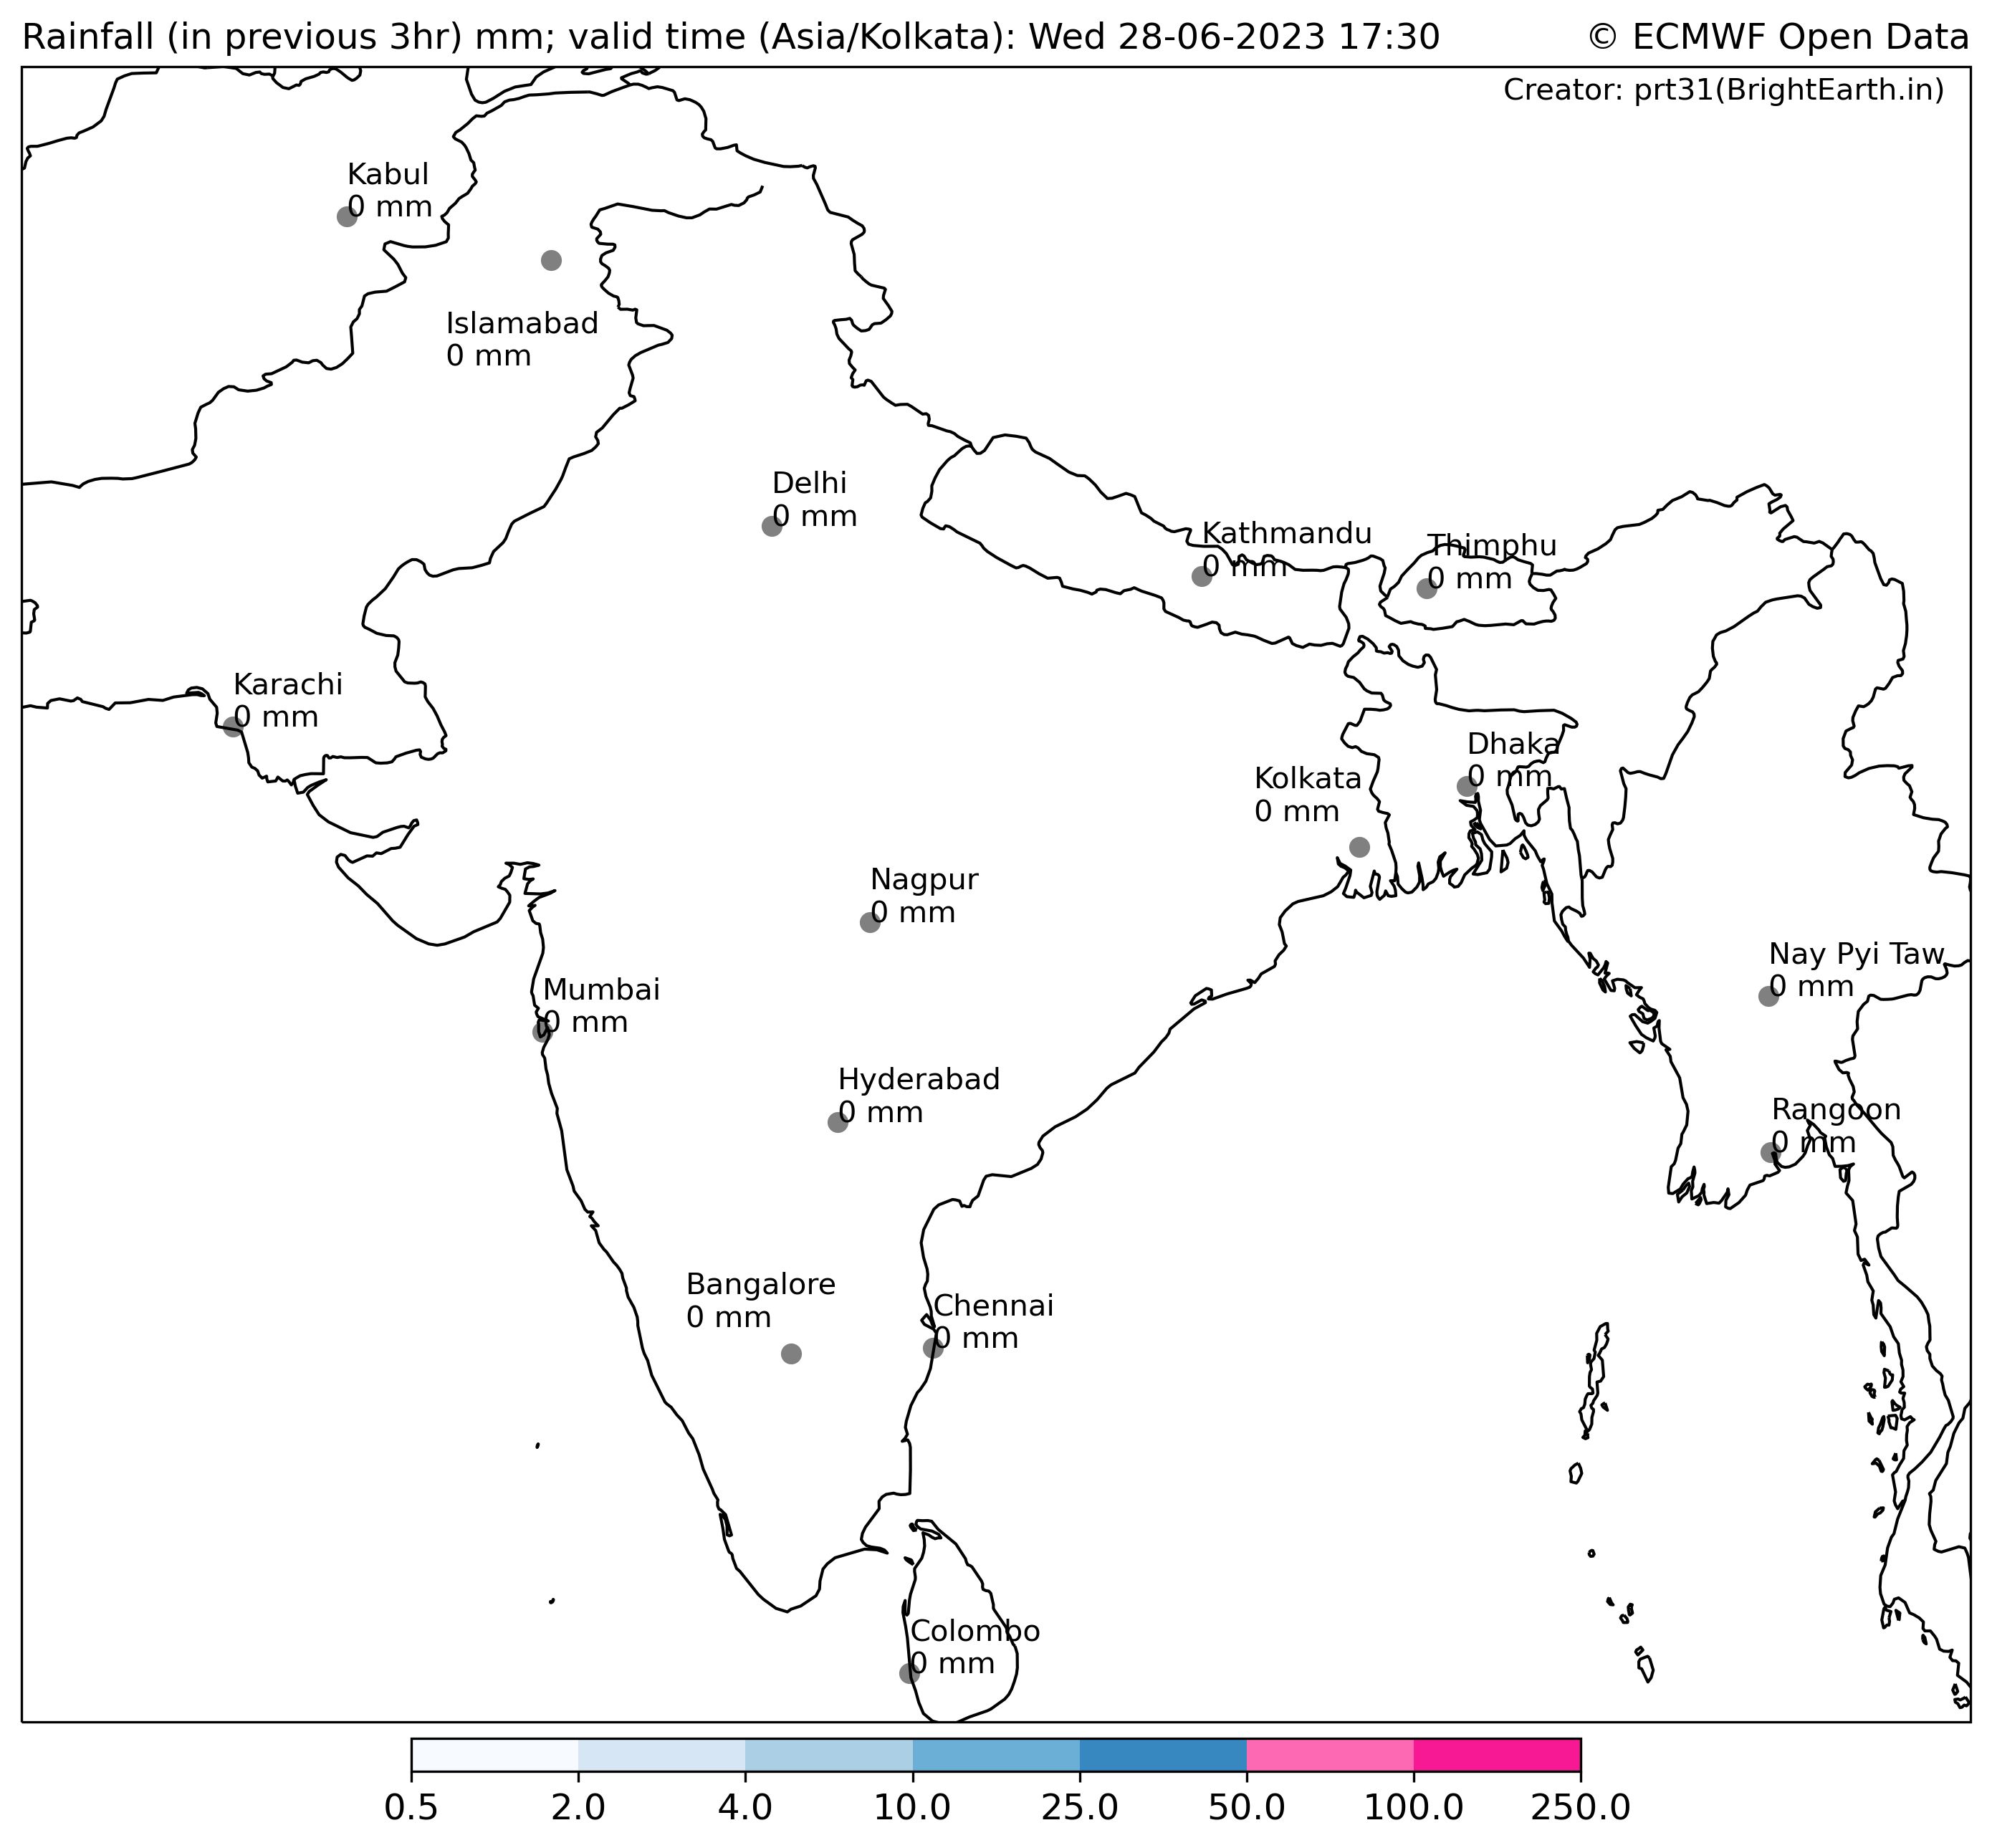 Rainfall (in previous 3hr) mm; valid time (Asia/Kolkata): Wed 28-06-2023 17:30 © ECMWF Open Data
Creator: prt31(BrightEarth.in)
Kabul
0 mm
Islamabad
0 mm
Delhi
0 mm
Kathmandu
0 mm
Thimphu
0 mm
Karachi
0 mm
Dhaka
0 mm
Kolkata
0 mm
Nagpur
0 mm
Nay Pyi Taw
0 mm
Mumbai
0 mm
Hyderabad
0 mm
Rangoon
0 mm
Bangalore
0 mm
Chennai
0 mm
Colombo
0 mm
0.5 2.0 4.0 10.0 25.0 50.0 100.0 250.0